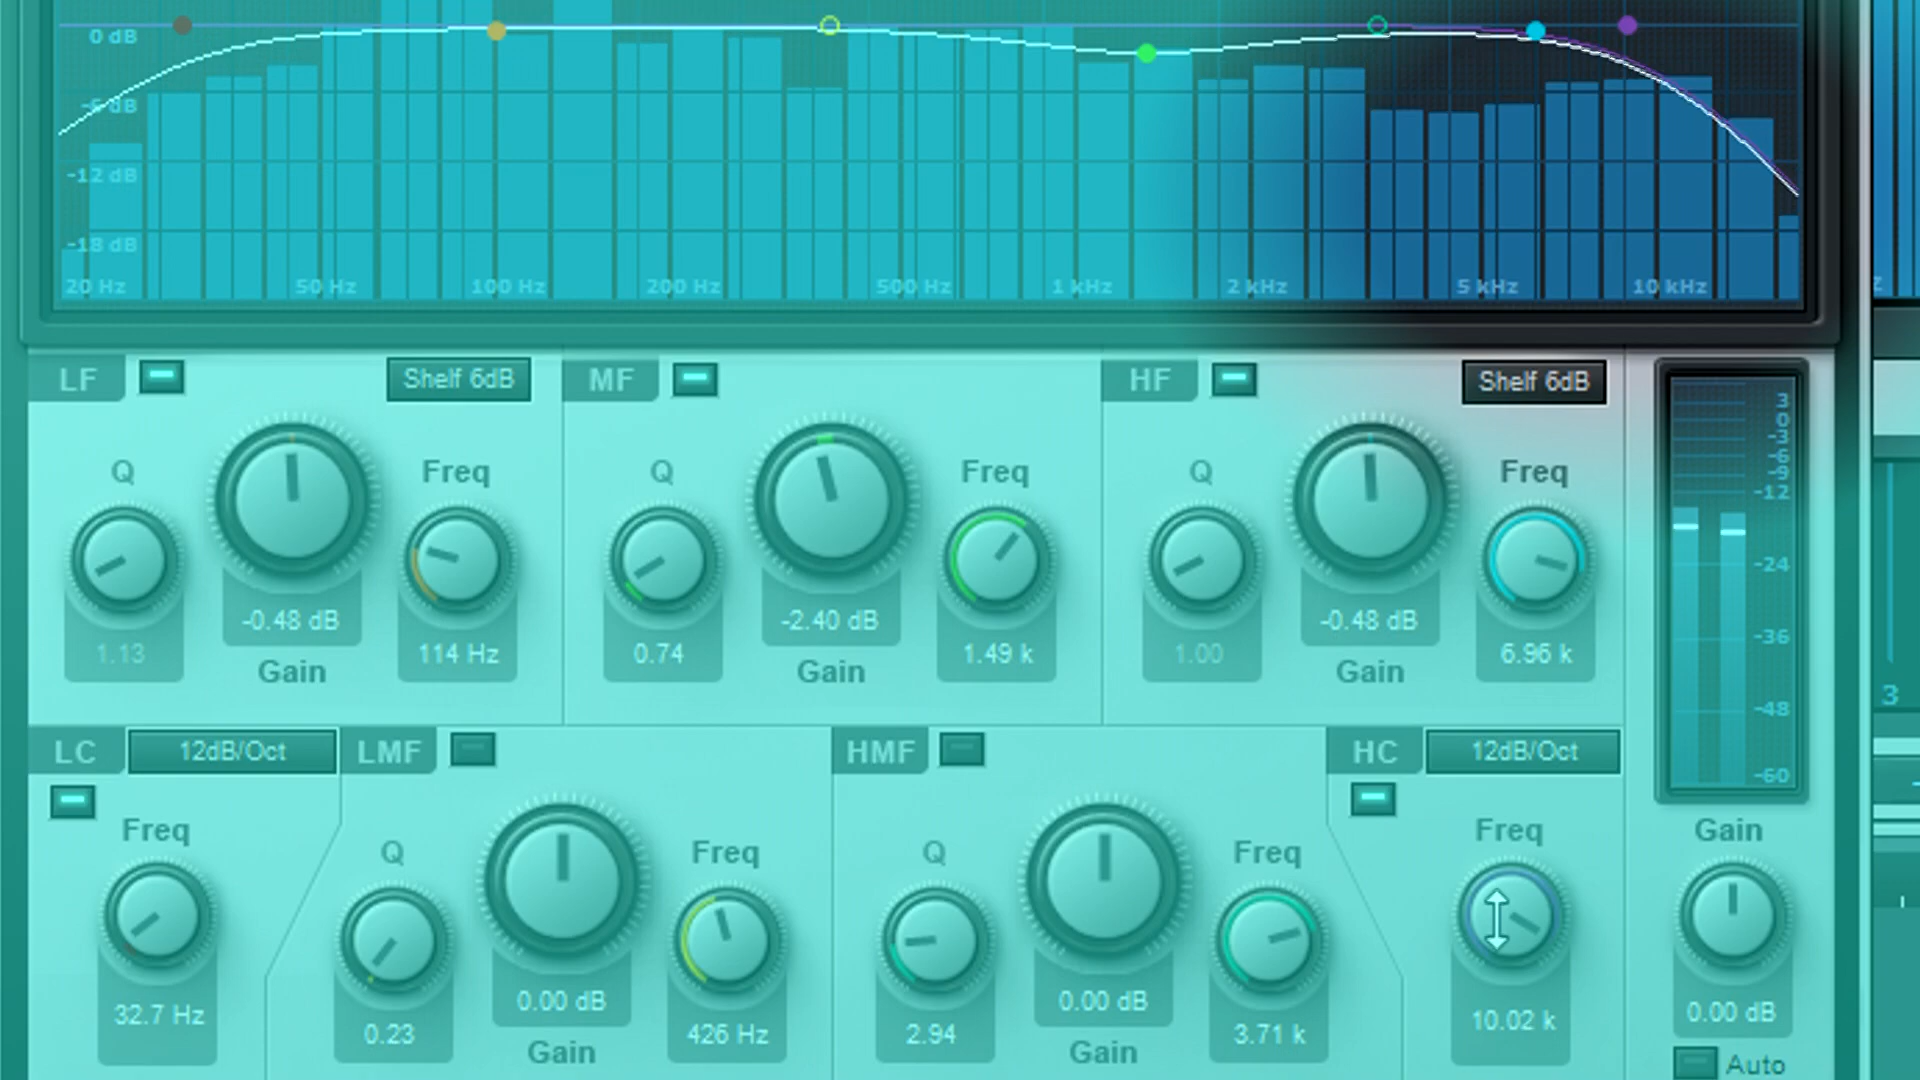 0 dB
-6 dB
-12 dB
-18 dB
20 Hz 50 Hz 100 Hz 200 Hz 500 Hz 1 kHz 2 kHz 5 kHz 10 kHz
LF Shelf 6dB MF HF Shelf 6dB
3
0
-3
-6
-9
-12
-24
-36
-48
-60
Q Freq Q Freq Q Freq
-0.48 dB -2.40 dB -0.48 dB
1.13 114 Hz 0.74 1.49 k 1.00 6.96 k
Gain Gain Gain
3
LC 12dB/Oct LMF HMF HC 12dB/Oct
Freq Freq Gain
Q Freq Q Freq
32.7 Hz 0.00 dB 0.00 dB 10.02 k 0.00 dB
0.23 426 Hz 2.94 3.71 k
Gain Gain
Auto